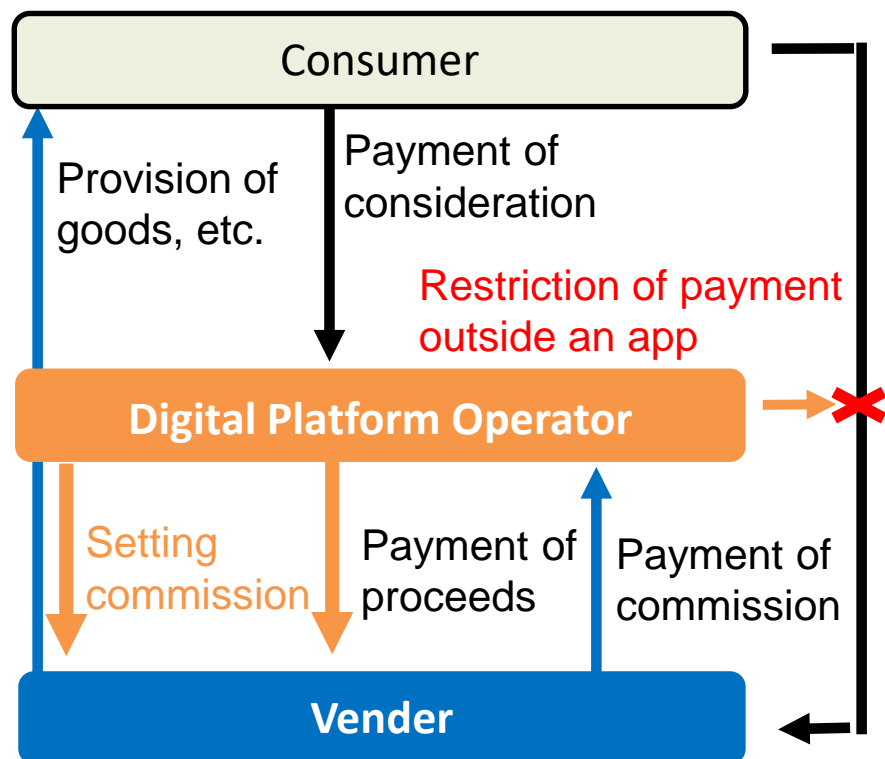 Consumer
Provision of
goods, etc.
Payment of
consideration
Restriction of payment
outside an app
Digital Platform Operator
Setting
commission
Payment of
proceeds
Payment of
commission
Vender